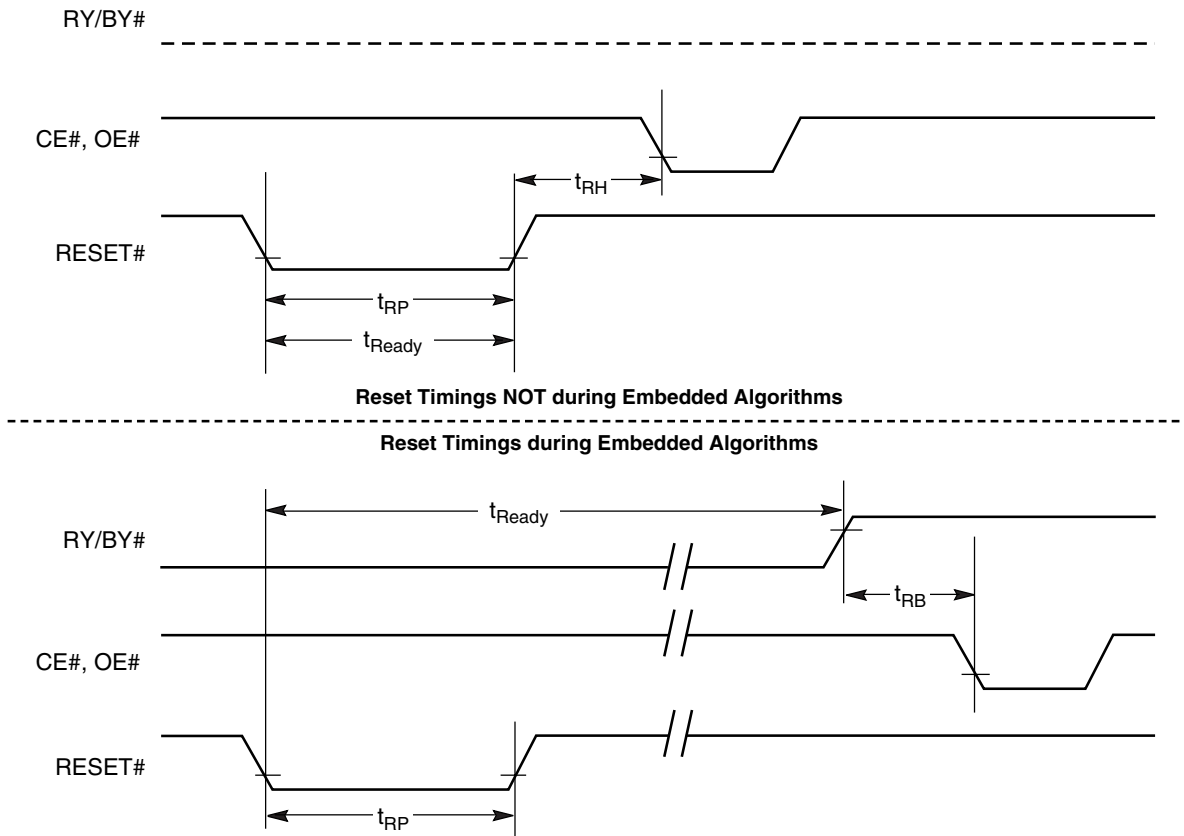 RY/BY#
CE#, OE#
tRH
RESET#
tRP
tReady
Reset Timings NOT during Embedded Algorithms
Reset Timings during Embedded Algorithms
tReady
RY/BY#
tRB
CE#, OE#
RESET#
tRP